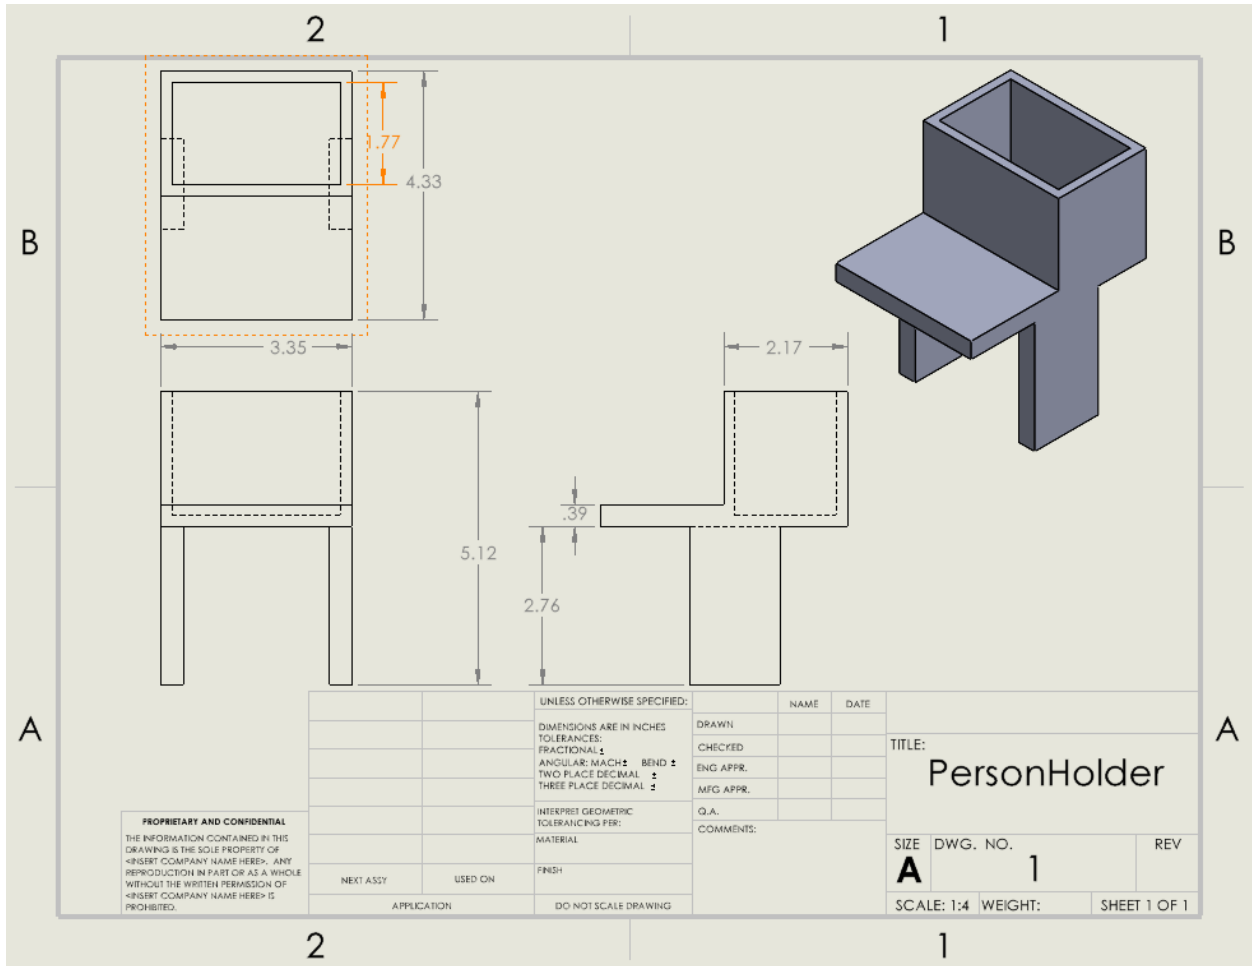 2
1
1.77
4.33
B
B
3.35
2.17
.39
5.12
2.76
A
A
UNLESS OTHERWISE SPECIFIED:
DIMENSIONS ARE IN INCHES
TOLERANCES:
FRACTIONAL ±
ANGULAR: MACH± BEND ±
TWO PLACE DECIMAL ±
THREE PLACE DECIMAL ±
INTERPRET GEOMETRIC
TOLERANCING PER:
MATERIAL
FINISH
DO NOT SCALE DRAWING
NAME DATE
DRAWN
CHECKED
ENG APPR.
MFG APPR.
Q.A.
COMMENTS:
TITLE:
PersonHolder
SIZE DWG. NO. REV
A 1
SCALE: 1:4 WEIGHT: SHEET 1 OF 1
PROPRIETARY AND CONFIDENTIAL
THE INFORMATION CONTAINED IN THIS
DRAWING IS THE SOLE PROPERTY OF
<INSERT COMPANY NAME HERE>. ANY
REPRODUCTION IN PART OR AS A WHOLE
WITHOUT THE WRITTEN PERMISSION OF
<INSERT COMPANY NAME HERE> IS
PROHIBITED.
NEXT ASSY USED ON
APPLICATION
2
1